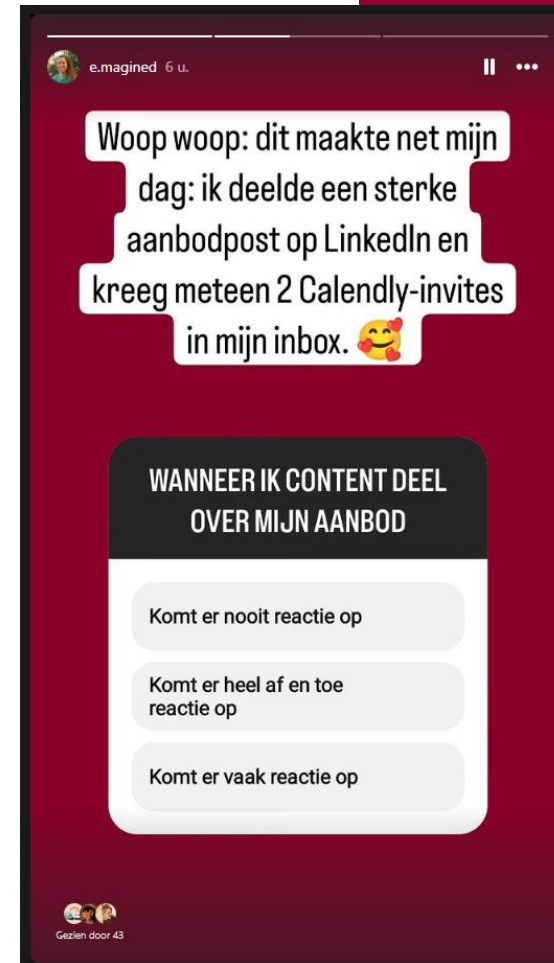 e.magined 6 u.
Woop woop: dit maakte net mijn
dag: ik deelde een sterke
aanbodpost op LinkedIn en
kreeg meteen 2 Calendly-invites
in mijn inbox. 🥰
WANNEER IK CONTENT DEEL
OVER MIJN AANBOD
Komt er nooit reactie op
Komt er heel af en toe
reactie op
Komt er vaak reactie op
Gezien door 43